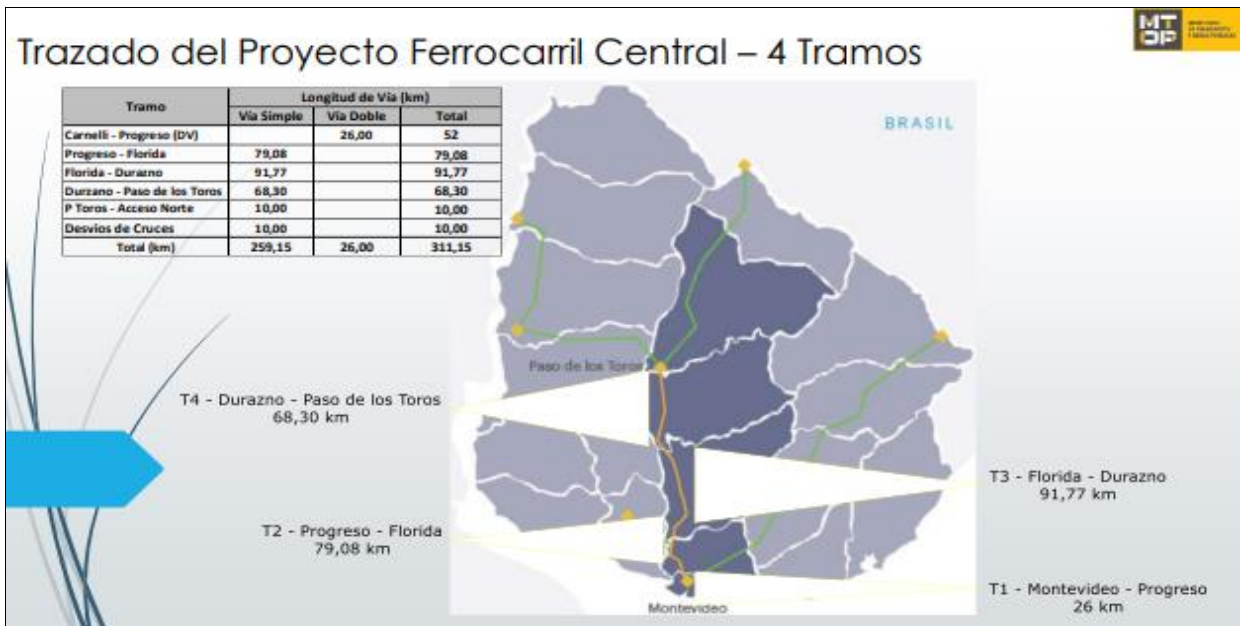 MT
OP
Trazado del Proyecto Ferrocarril Central – 4 Tramos
Tramo Longitud de Vía (km)
Vía Simple Vía Doble Total
Carnelli - Progreso (DV) 26,00 52
Progreso - Florida 79,08 79,08
Florida - Durazno 91,77 91,77
Durzano - Paso de los Toros 68,30 68,30
P Toros - Acceso Norte 10,00 10,00
Desvios de Cruces 10,00 10,00
Total (km) 259,15 26,00 311,15
BRASIL
Paso de los Toros
T4 - Durazno - Paso de los Toros
68,30 km
T3 - Florida - Durazno
91,77 km
T2 - Progreso - Florida
79,08 km
T1 - Montevideo - Progreso
26 km
Montevideo